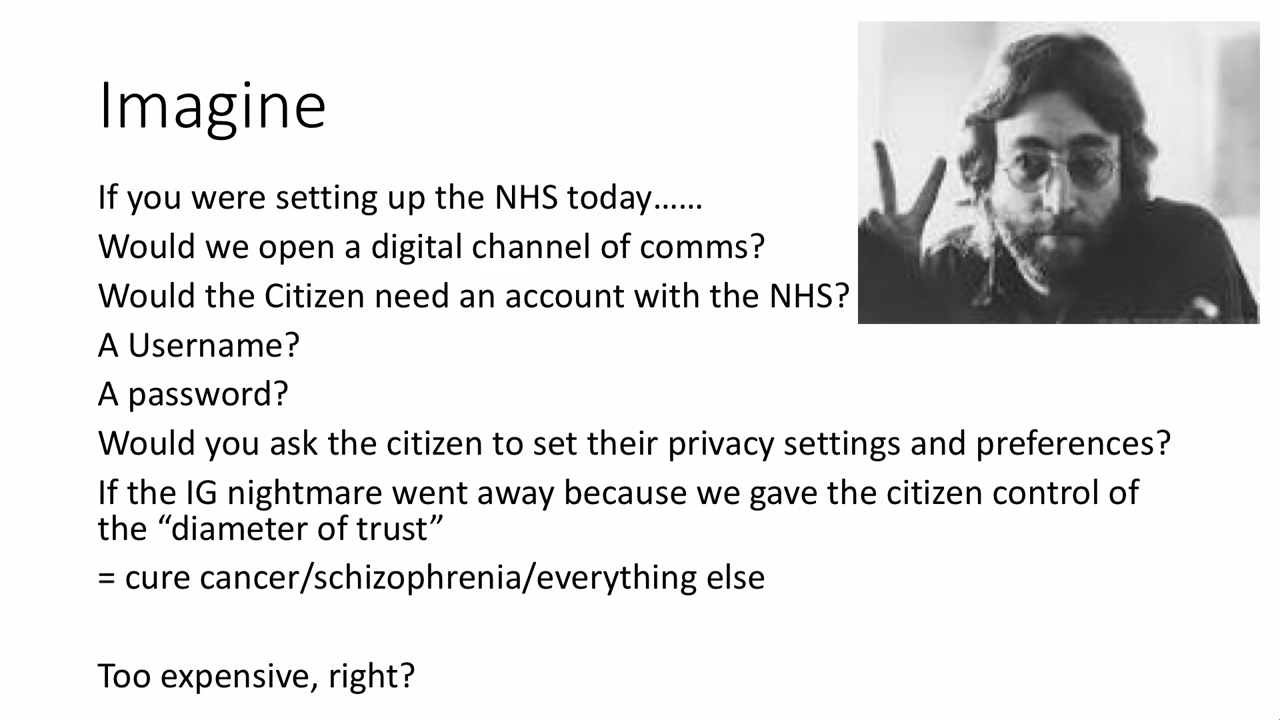 Imagine
If you were setting up the NHS today……
Would we open a digital channel of comms?
Would the Citizen need an account with the NHS?
A Username?
A password?
Would you ask the citizen to set their privacy settings and preferences?
If the IG nightmare went away because we gave the citizen control of
the “diameter of trust”
= cure cancer/schizophrenia/everything else
Too expensive, right?